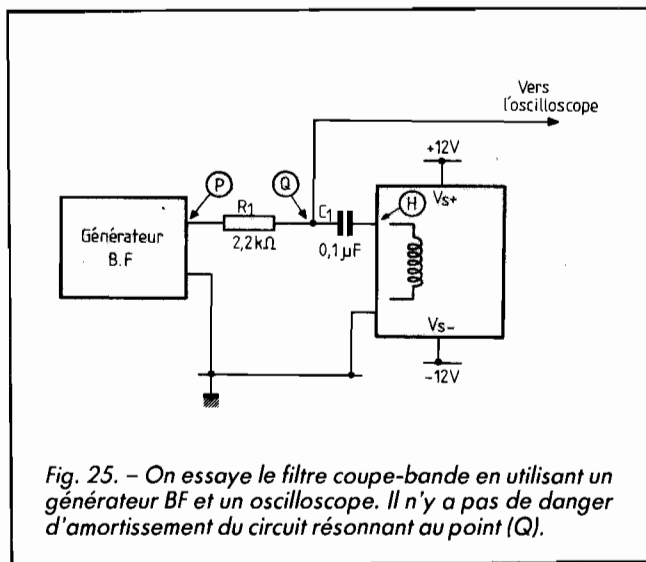 Vers
l'oscilloscope
+12V
P
Q
R1
C1
H
Vs+
Générateur
B.F
2,2kΩ
0,1µF
Vs-
-12V
Fig. 25. – On essaye le filtre coupe-bande en utilisant un
générateur BF et un oscilloscope. Il n'y a pas de danger
d'amortissement du circuit résonnant au point (Q).